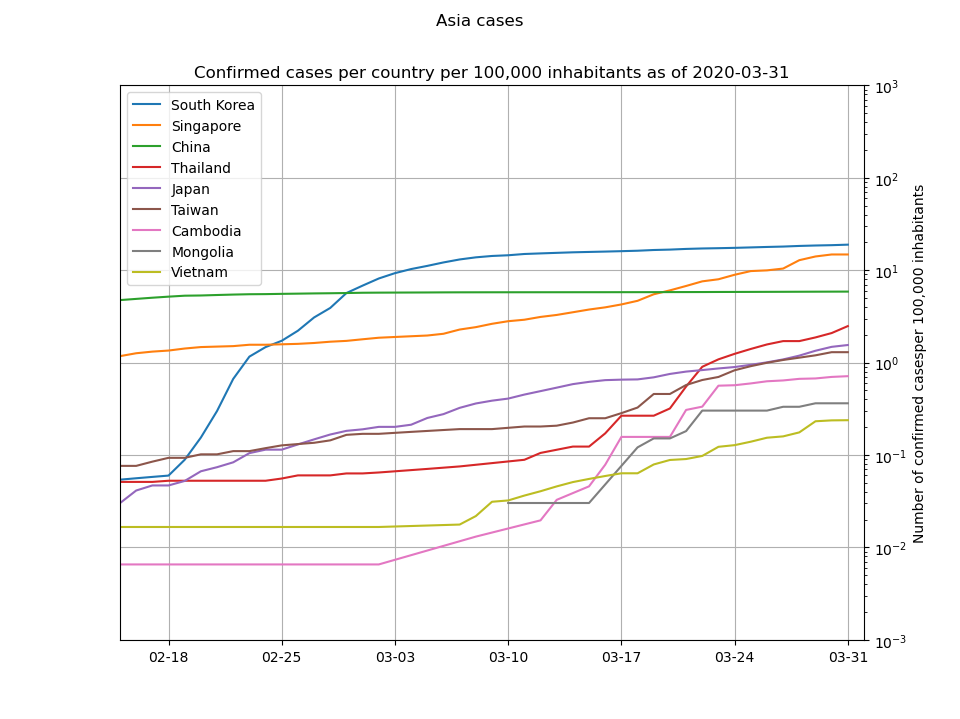 Asia cases
Confirmed cases per country per 100,000 inhabitants as of 2020-03-31
South Korea
Singapore
China
Thailand
Japan
Taiwan
Cambodia
Mongolia
Vietnam
10³
10²
10¹
10⁰
10⁻¹
10⁻²
10⁻³
Number of confirmed casesper 100,000 inhabitants
02-18 02-25 03-03 03-10 03-17 03-24 03-31